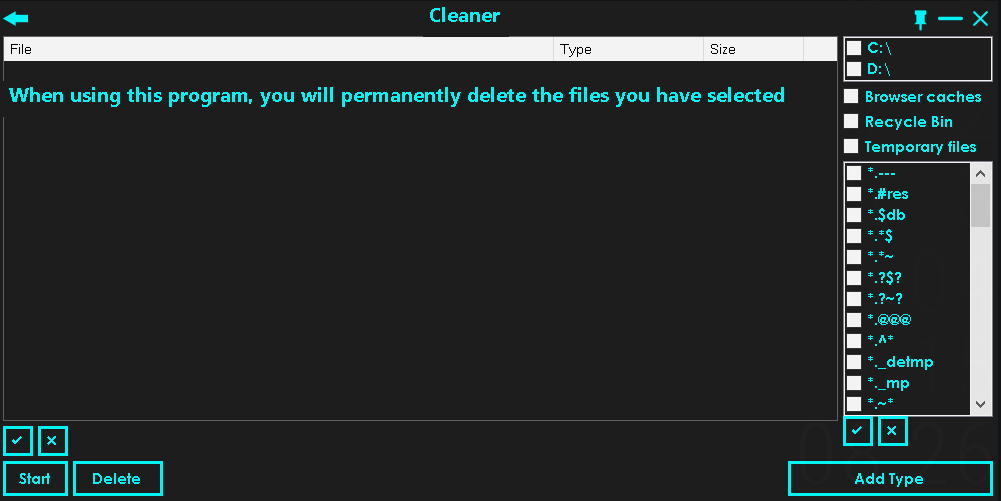 Cleaner
File Type Size
C:\
D:\
When using this program, you will permanently delete the files you have selected
Browser caches
Recycle Bin
Temporary files
*.---
*.#res
*.$db
*.*$
*.*~
*.?$?
*.?~?
*.@@@
*.^*
*._detmp
*._mp
*.~*
Start Delete Add Type